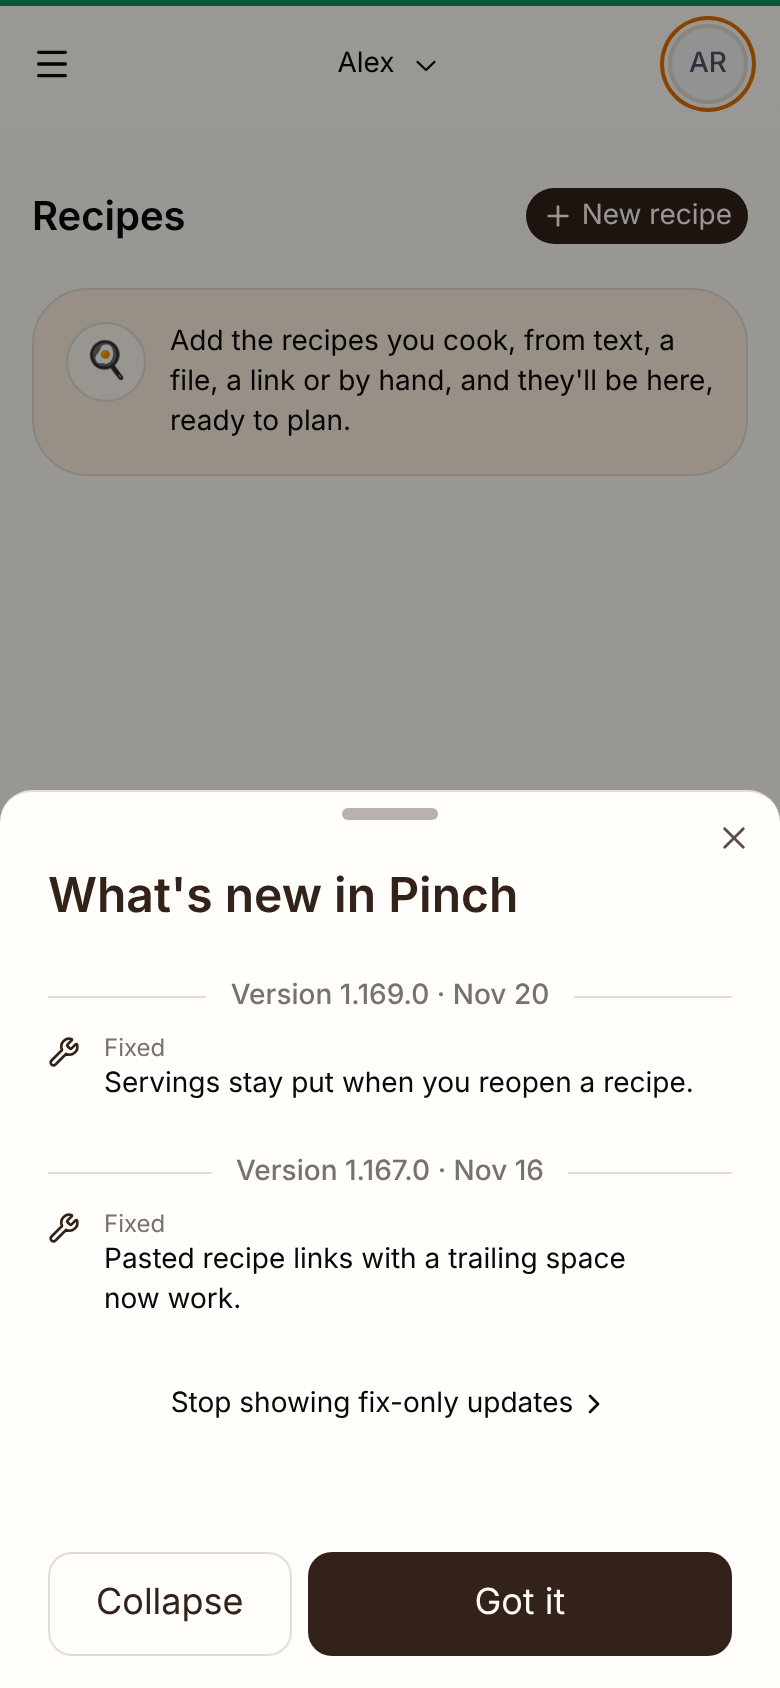 Alex
AR
Recipes
+ New recipe
Add the recipes you cook, from text, a
file, a link or by hand, and they'll be here,
ready to plan.
What's new in Pinch
Version 1.169.0 · Nov 20
Fixed
Servings stay put when you reopen a recipe.
Version 1.167.0 · Nov 16
Fixed
Pasted recipe links with a trailing space
now work.
Stop showing fix-only updates
Collapse
Got it